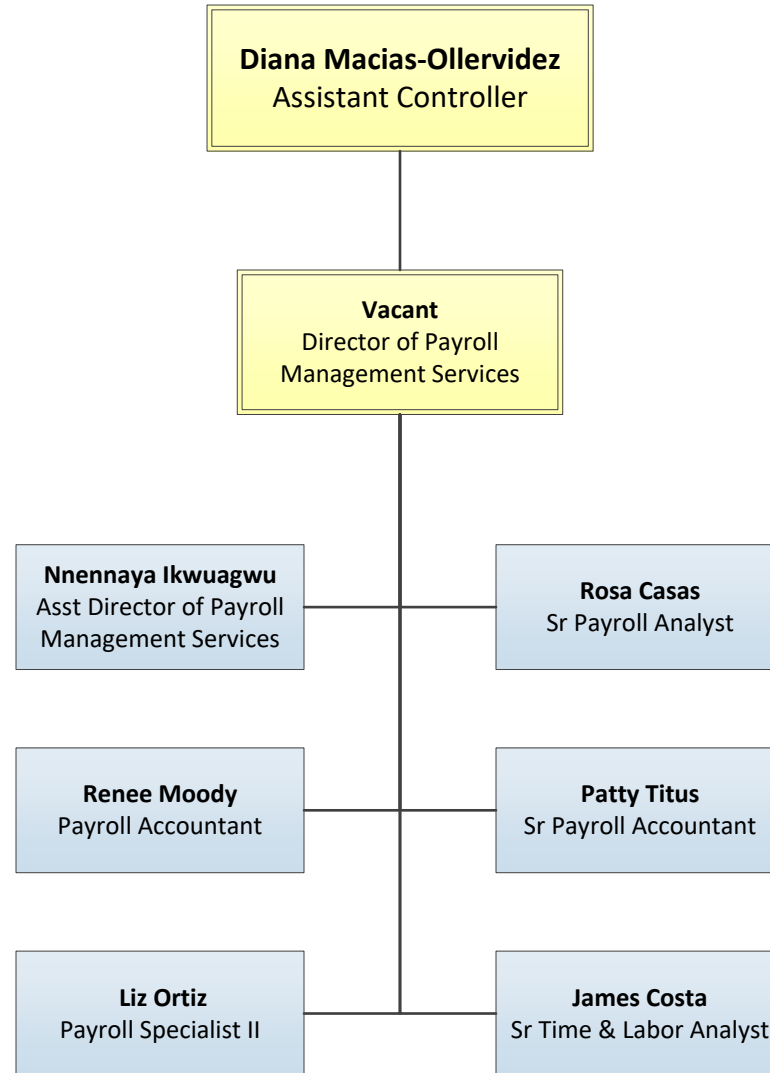 Diana Macias-Ollervidez
Assistant Controller
Vacant
Director of Payroll
Management Services
Nnennaya Ikwuagwu
Asst Director of Payroll
Management Services
Rosa Casas
Sr Payroll Analyst
Renee Moody
Payroll Accountant
Patty Titus
Sr Payroll Accountant
Liz Ortiz
Payroll Specialist II
James Costa
Sr Time & Labor Analyst